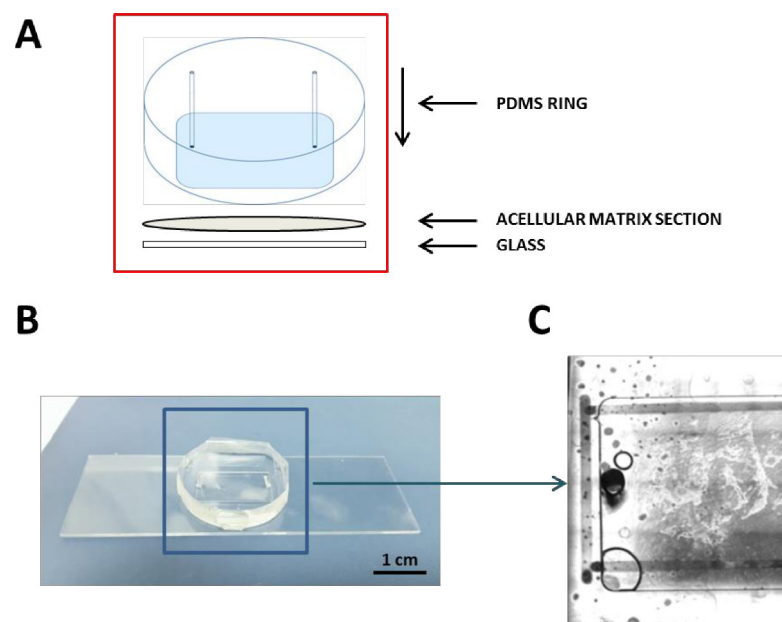 A
PDMS RING
ACELLULAR MATRIX SECTION
GLASS
B
C
1 cm